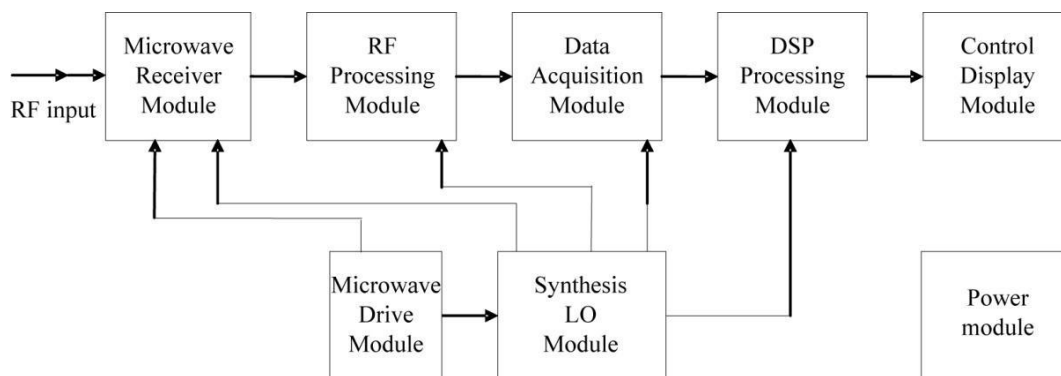 RF input
Microwave
Receiver
Module
RF
Processing
Module
Data
Acquisition
Module
DSP
Processing
Module
Control
Display
Module
Microwave
Drive
Module
Synthesis
LO
Module
Power
module